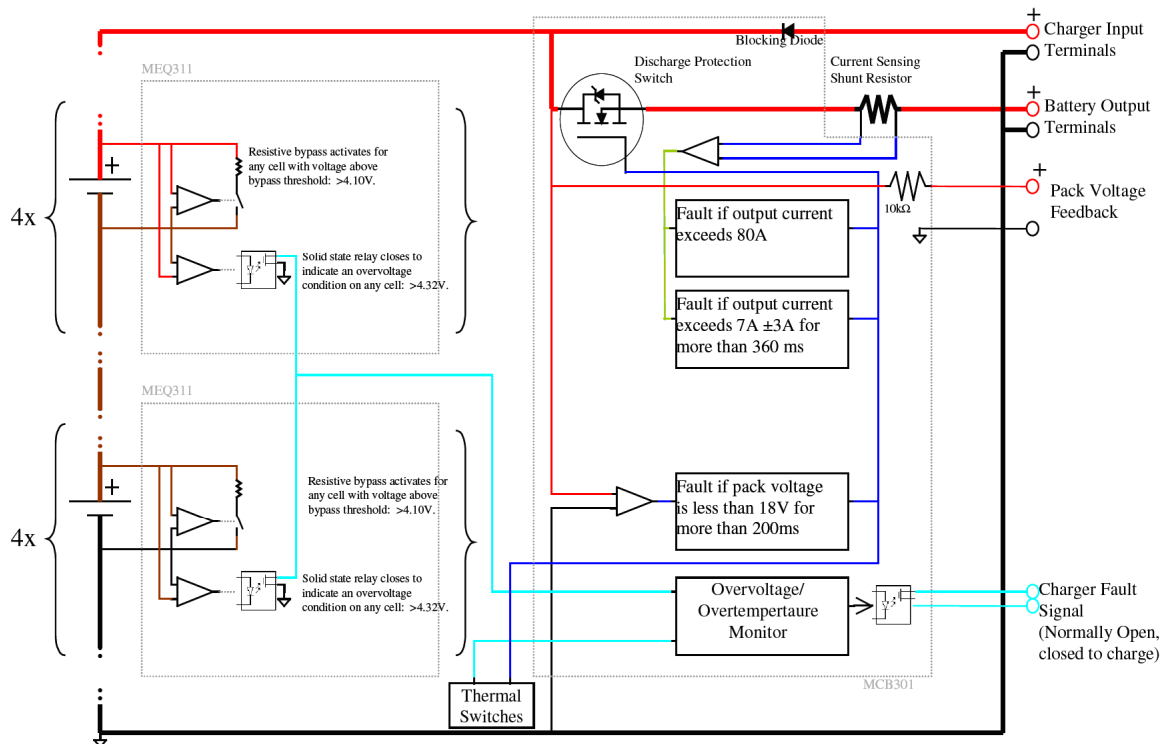 +
Charger Input
Terminals
Blocking Diode
MEQ311
Discharge Protection
Switch
Current Sensing
Shunt Resistor
+
Battery Output
Terminals
4x
+
Resistive bypass activates for
any cell with voltage above
bypass threshold: >4.10V.
Solid state relay closes to
indicate an overvoltage
condition on any cell: >4.32V.
10kΩ
+
Pack Voltage
Feedback
Fault if output current
exceeds 80A
Fault if output current
exceeds 7A ±3A for
more than 360 ms
MEQ311
4x
+
Resistive bypass activates for
any cell with voltage above
bypass threshold: >4.10V.
Solid state relay closes to
indicate an overvoltage
condition on any cell: >4.32V.
Fault if pack voltage
is less than 18V for
more than 200ms
Overvoltage/
Overtempertaure
Monitor
Charger Fault
Signal
(Normally Open,
closed to charge)
MCB301
Thermal
Switches